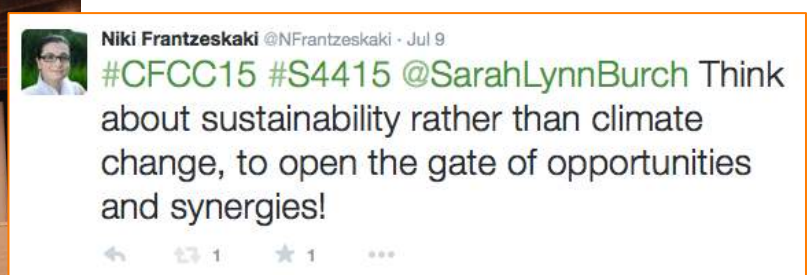 Niki Frantzeskaki @NFrantzeskaki · Jul 9
#CFCC15 #S4415 @SarahLynnBurch Think
about sustainability rather than climate
change, to open the gate of opportunities
and synergies!
1 1